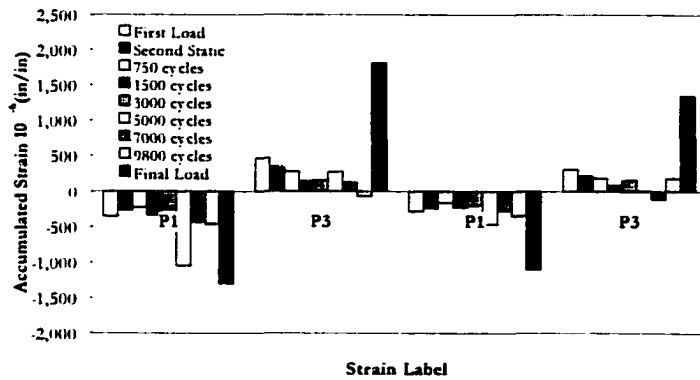 2,500
2,000
1,500
1,000
500
0
-500
-1,000
-1,500
-2,000
Accumulated Strain 10 -6 (in/in)
First Load
Second Static
750 cycles
1500 cycles
3000 cycles
5000 cycles
7000 cycles
9800 cycles
Final Load
P1
P3
P1
P3
Strain Label